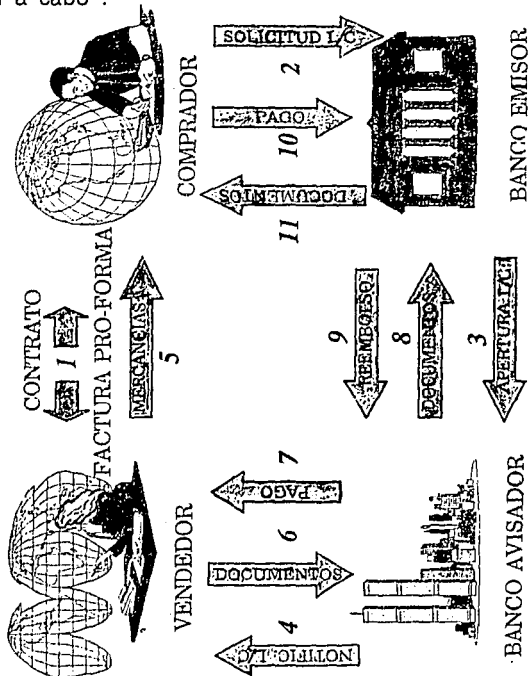 a cabo".
CONTRATO
1
FACTURA PRO-FORMA
MERCANCIAS
5
VENDEDOR
COMPRADOR
SOLICITUD L/C
2
PAGO
10
DOCUMENTOS
11
BANCO EMISOR
9
REEMBOLSO
8
DOCUMENTOS
3
APERTURA L/C
7
PAGO
6
DOCUMENTOS
4
NOTIFIC. L/C
BANCO AVISADOR